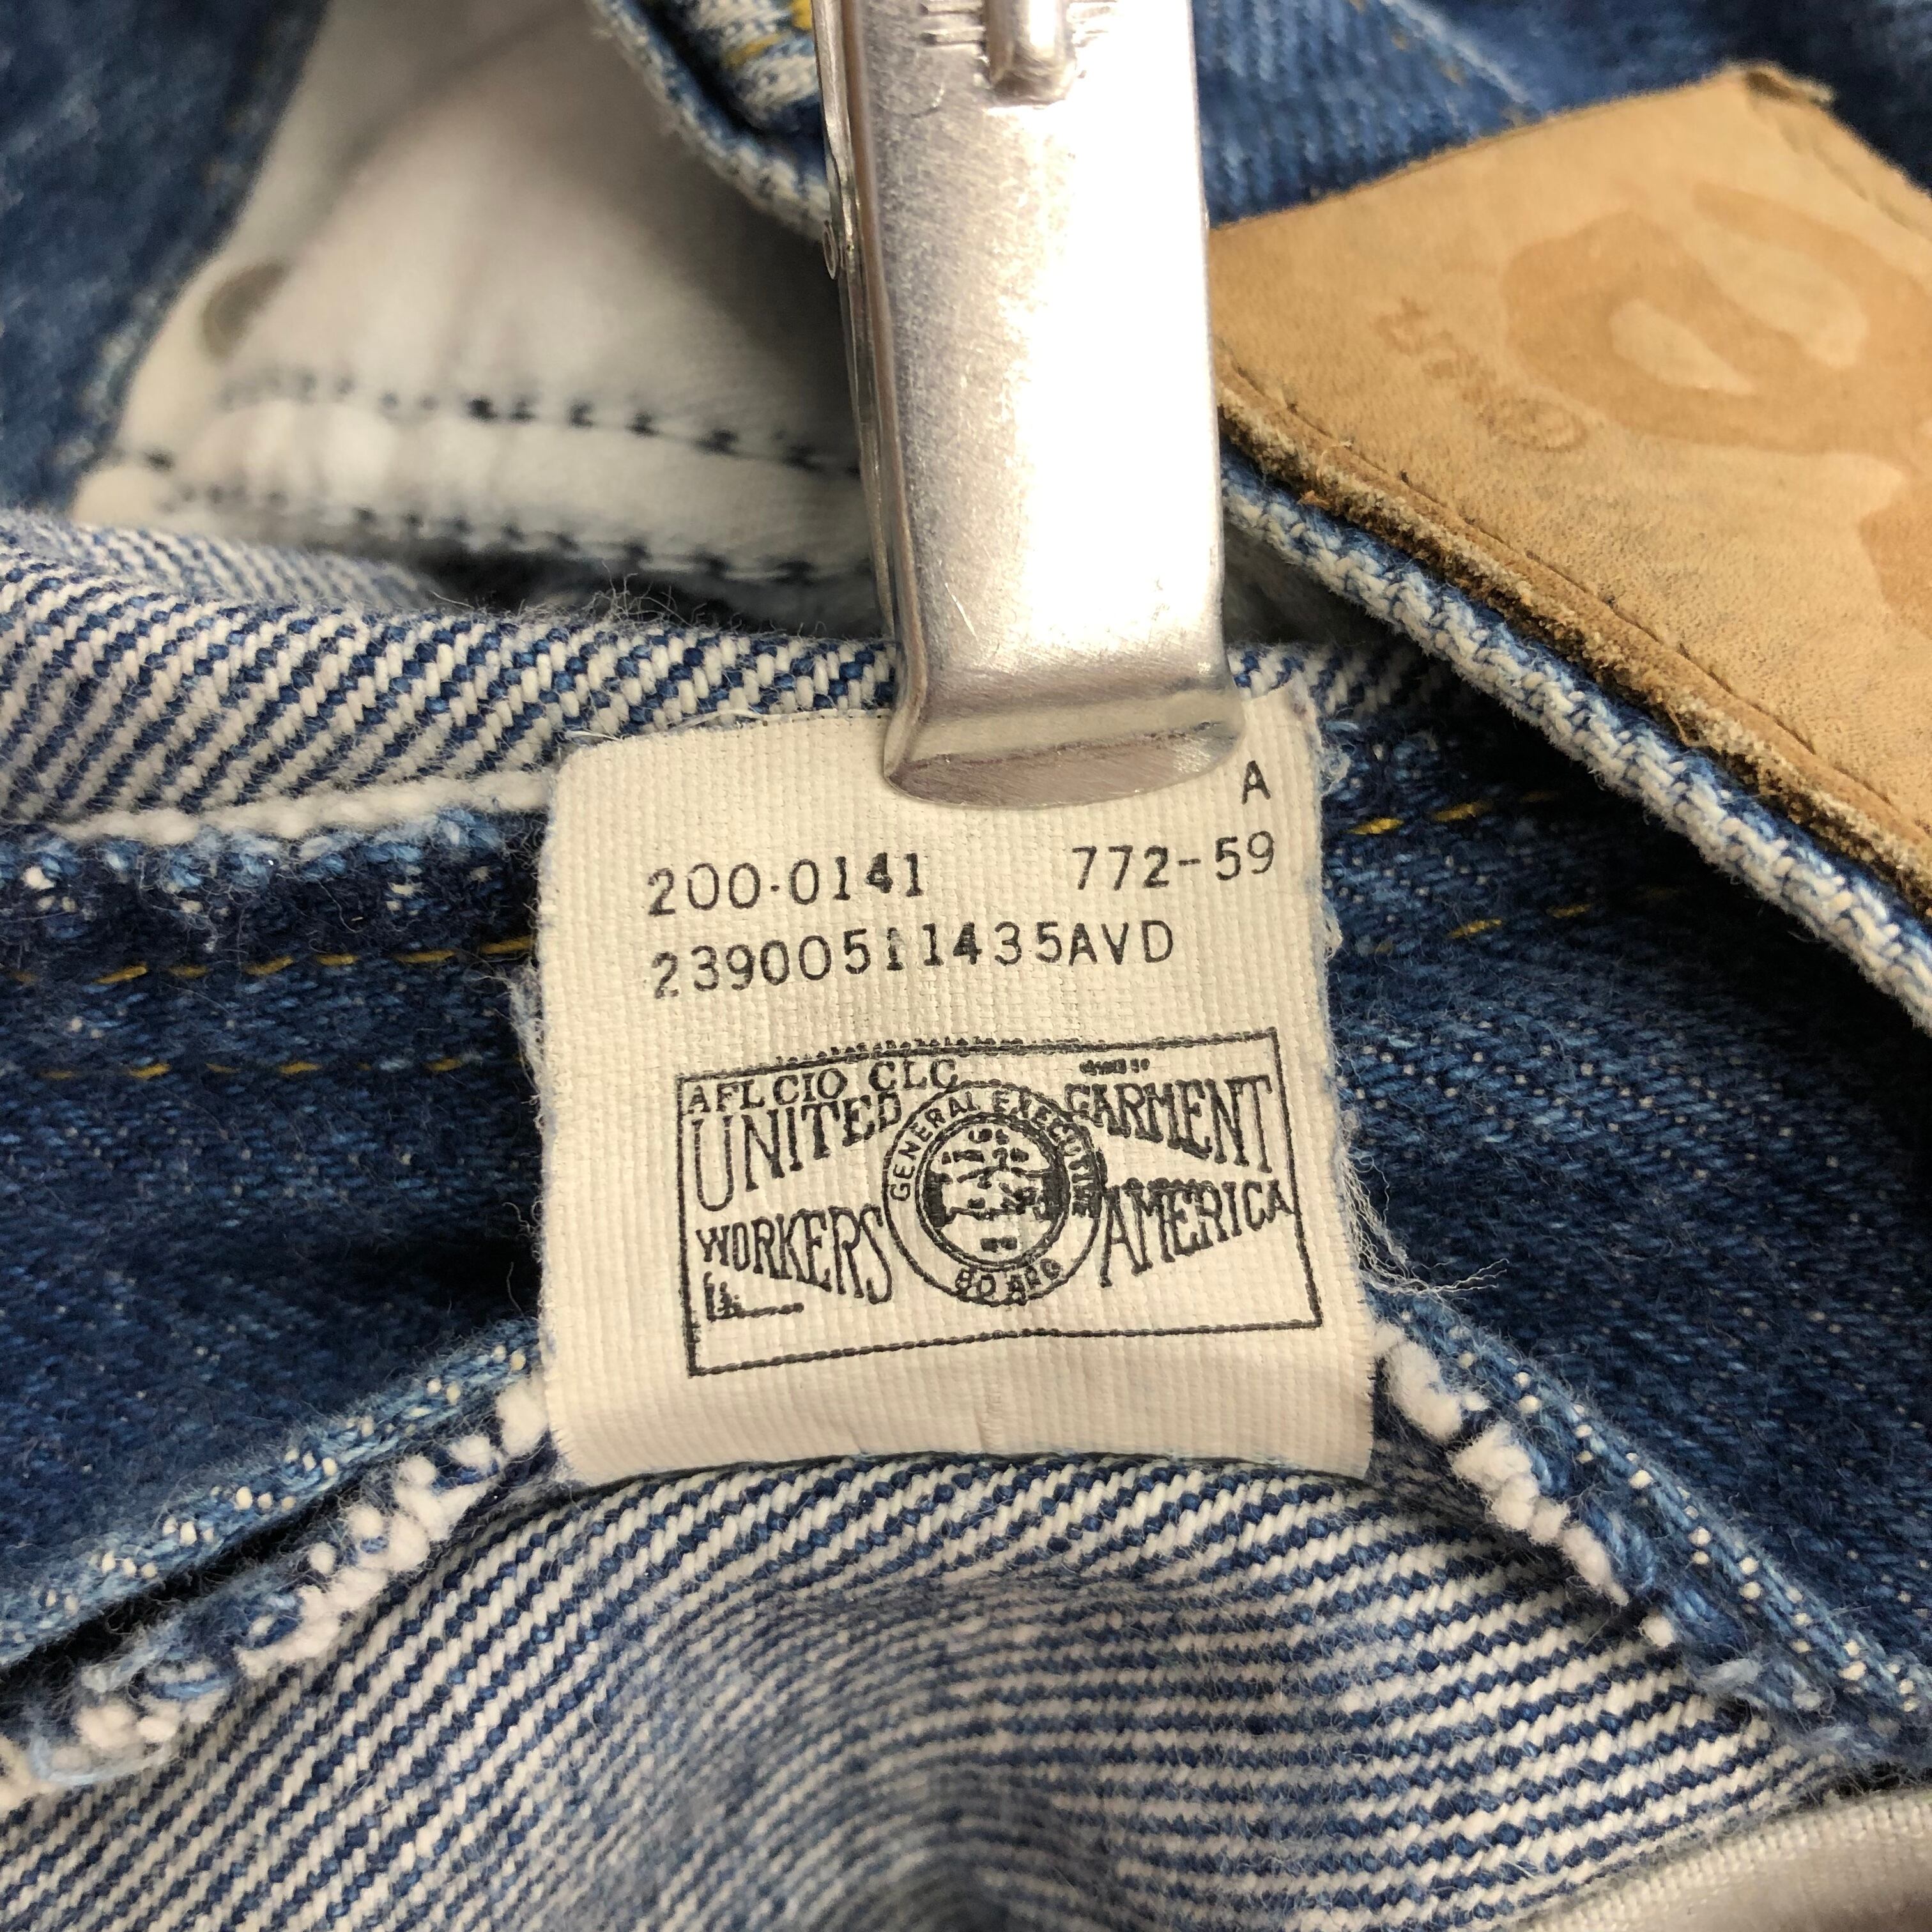 A
200-0141 772-59
23900511435AVD
AFL CIO CLC
UNITED GARMENT
WORKERS AMERICA
GENERAL EXECUTIVE
BOARD